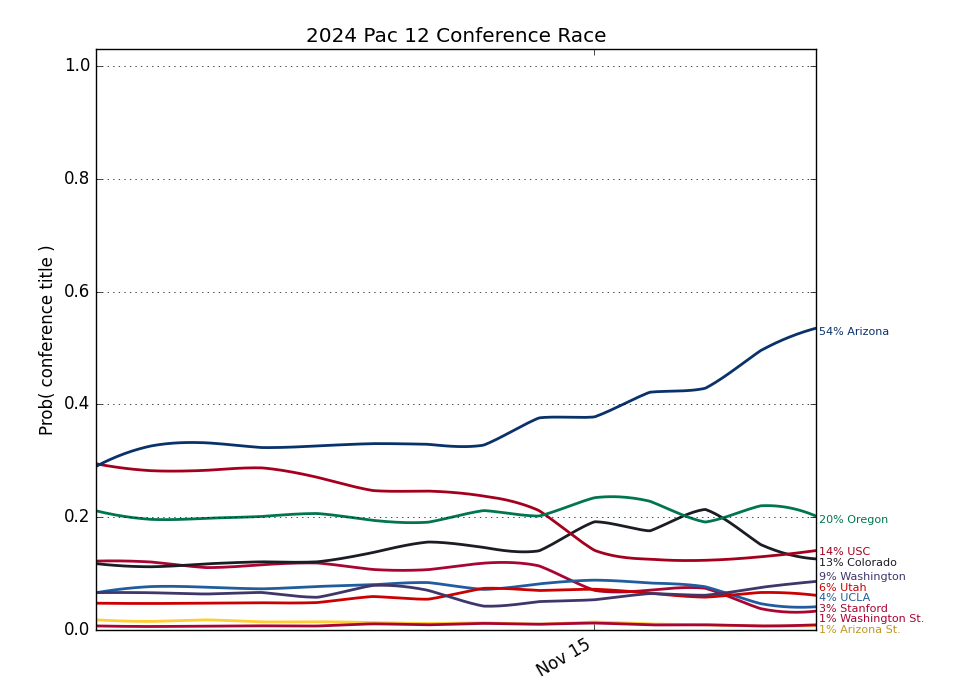 2024 Pac 12 Conference Race
Prob( conference title )
1.0
0.8
0.6
0.4
0.2
0.0
Nov 15
54% Arizona
20% Oregon
14% USC
13% Colorado
9% Washington
6% Utah
4% UCLA
3% Stanford
1% Washington St.
1% Arizona St.